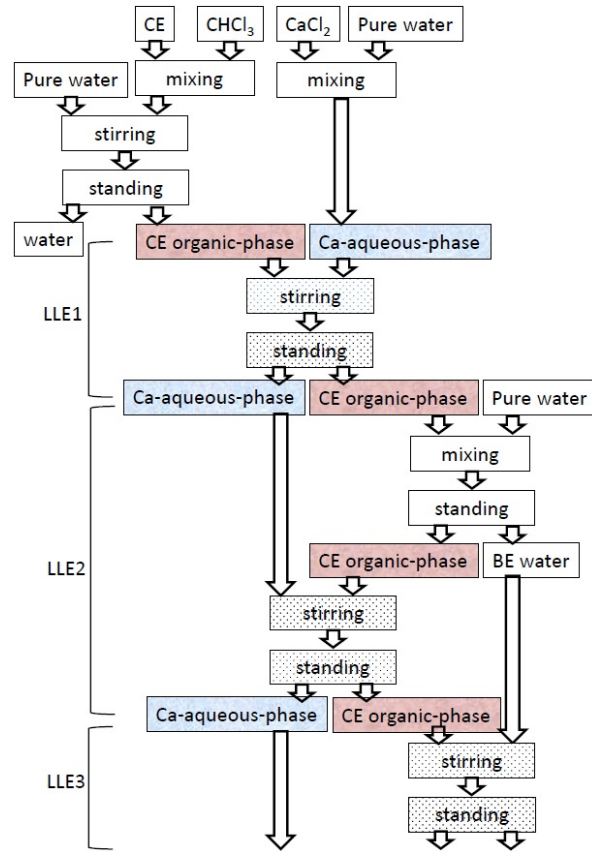 CE
CHCl₃
CaCl₂
Pure water
Pure water
mixing
mixing
stirring
standing
water
CE organic-phase
Ca-aqueous-phase
LLE1
stirring
standing
Ca-aqueous-phase
CE organic-phase
Pure water
mixing
standing
LLE2
CE organic-phase
BE water
stirring
standing
Ca-aqueous-phase
CE organic-phase
LLE3
stirring
standing